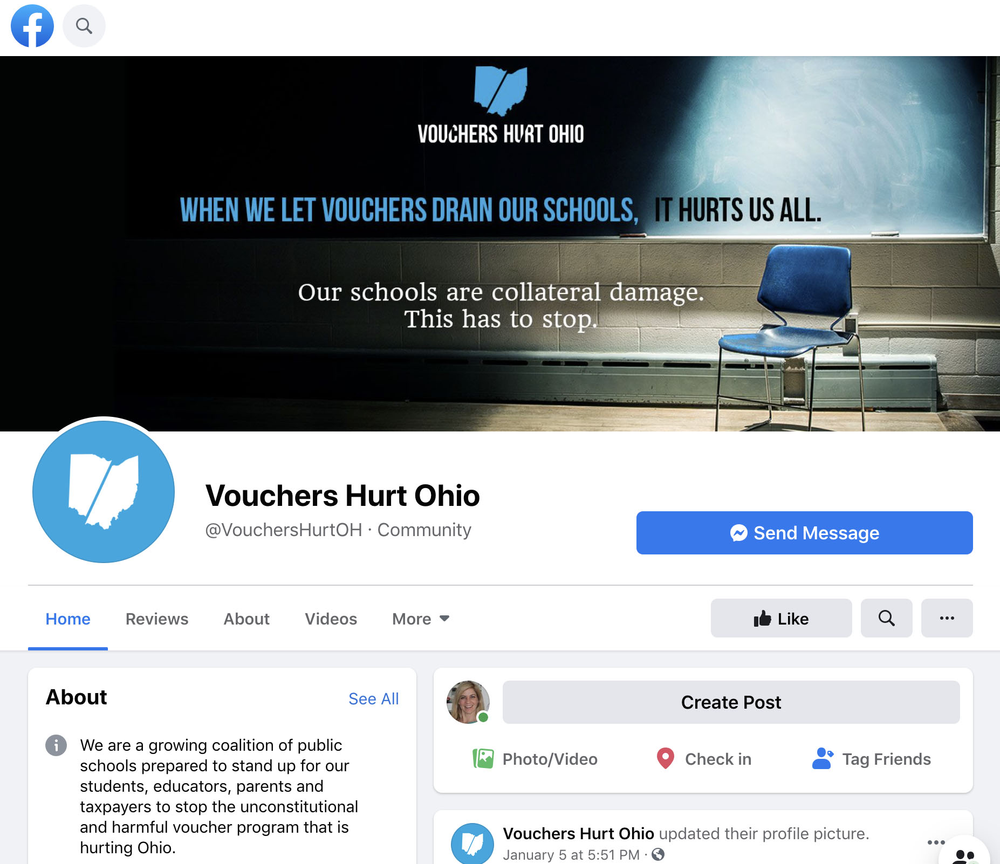 VOUCHERS HURT OHIO
WHEN WE LET VOUCHERS DRAIN OUR SCHOOLS, IT HURTS US ALL.
Our schools are collateral damage.
This has to stop.
Vouchers Hurt Ohio
@VouchersHurtOH · Community
Send Message
Home Reviews About Videos More
Like
About
See All
We are a growing coalition of public
schools prepared to stand up for our
students, educators, parents and
taxpayers to stop the unconstitutional
and harmful voucher program that is
hurting Ohio.
Create Post
Photo/Video Check in Tag Friends
Vouchers Hurt Ohio updated their profile picture.
January 5 at 5:51 PM ·